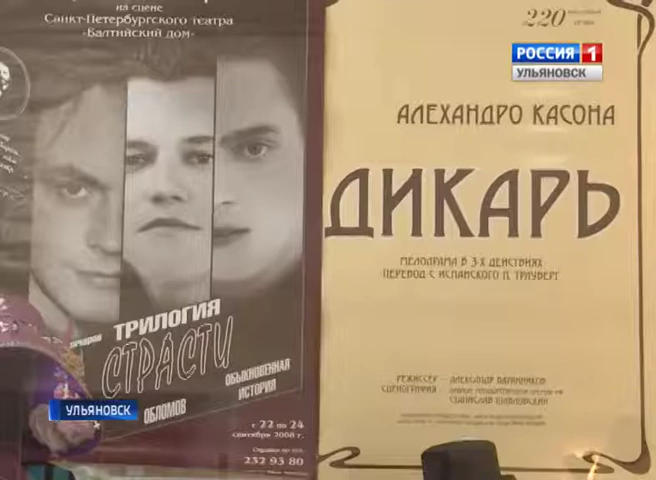 на сцене
Санкт-Петербургского театра
«Балтийский дом»
ТРИЛОГИЯ
СТРАСТИ
ОБЛОМОВ
ОБЫКНОВЕННАЯ
ИСТОРИЯ
с 22 по 24
сентября 2008 г.
232 93 80
УЛЬЯНОВСК
220
РОССИЯ 1
УЛЬЯНОВСК
АЛЕХАНДРО КАСОНА
ДИКАРЬ
МЕЛОДРАМА В 3-Х ДЕЙСТВИЯХ
ПЕРЕВОД С ИСПАНСКОГО Н. ТРАУБЕРГ
РЕЖИССЕР – АЛЕКСАНДР
СЦЕНОГРАФИЯ –
СТАНИСЛАВ